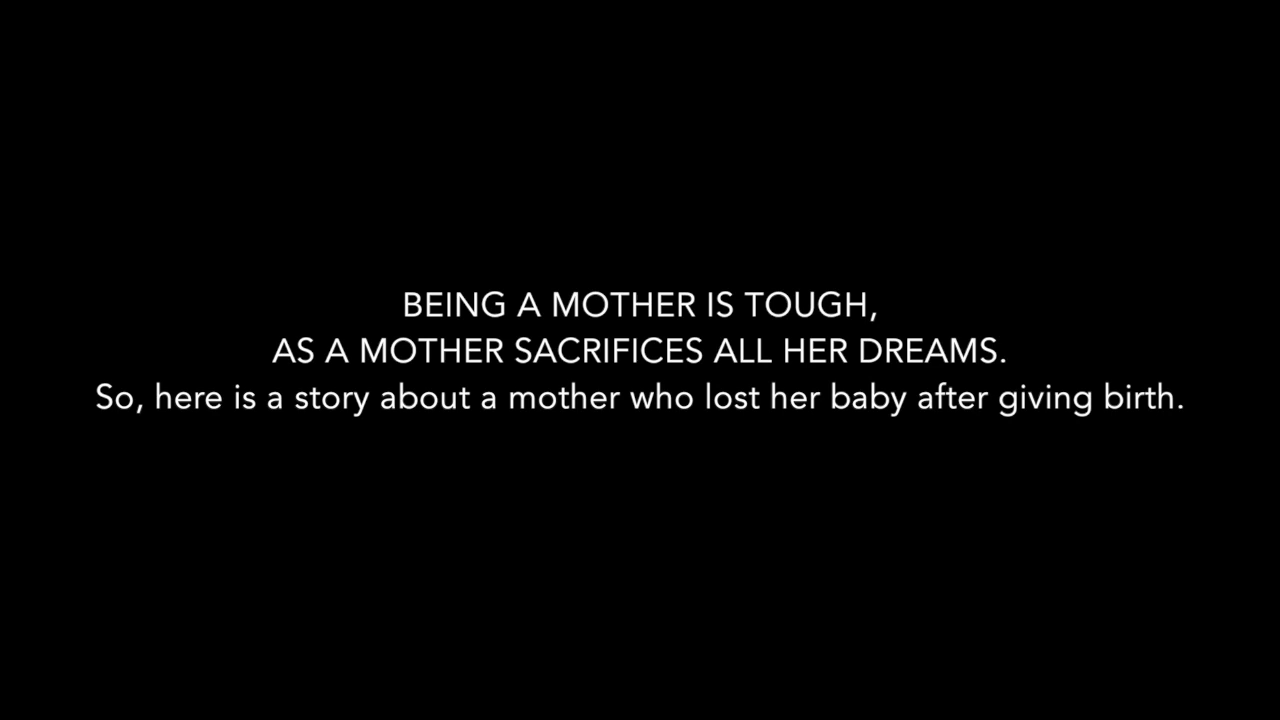 BEING A MOTHER IS TOUGH,
AS A MOTHER SACRIFICES ALL HER DREAMS.
So, here is a story about a mother who lost her baby after giving birth.